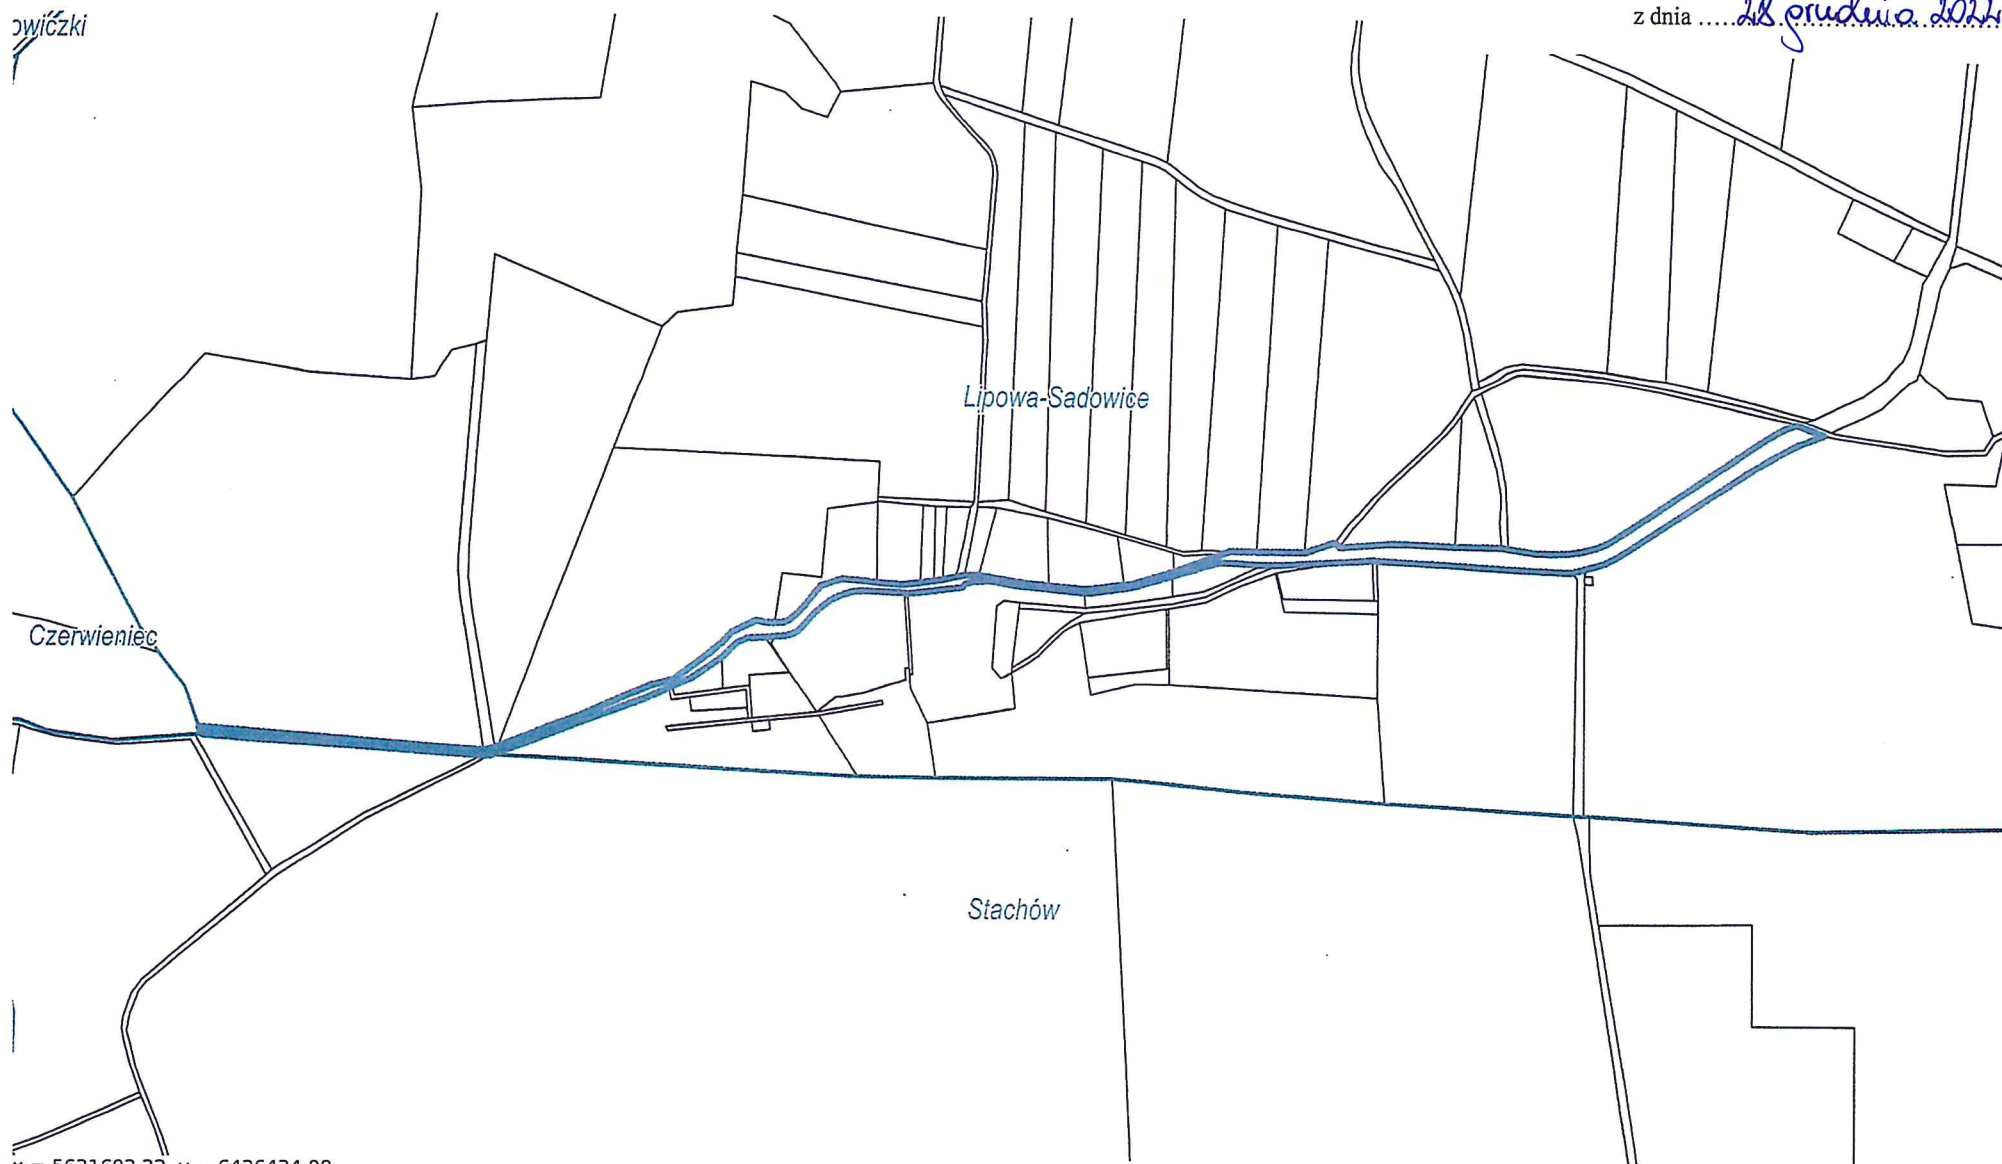 z dnia ..... 28 grudnia 2022
owiczki
Lipowa-Sadowice
Czerwieniec
Stachów